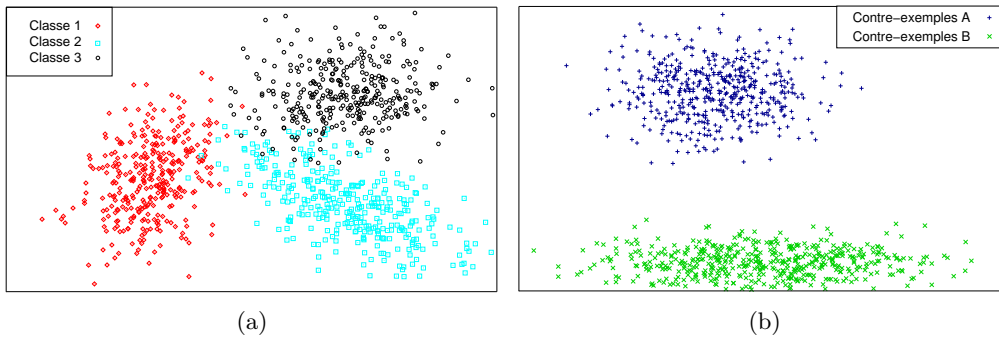 Classe 1
Classe 2
Classe 3
Contre−exemples A
Contre−exemples B
(a)
(b)